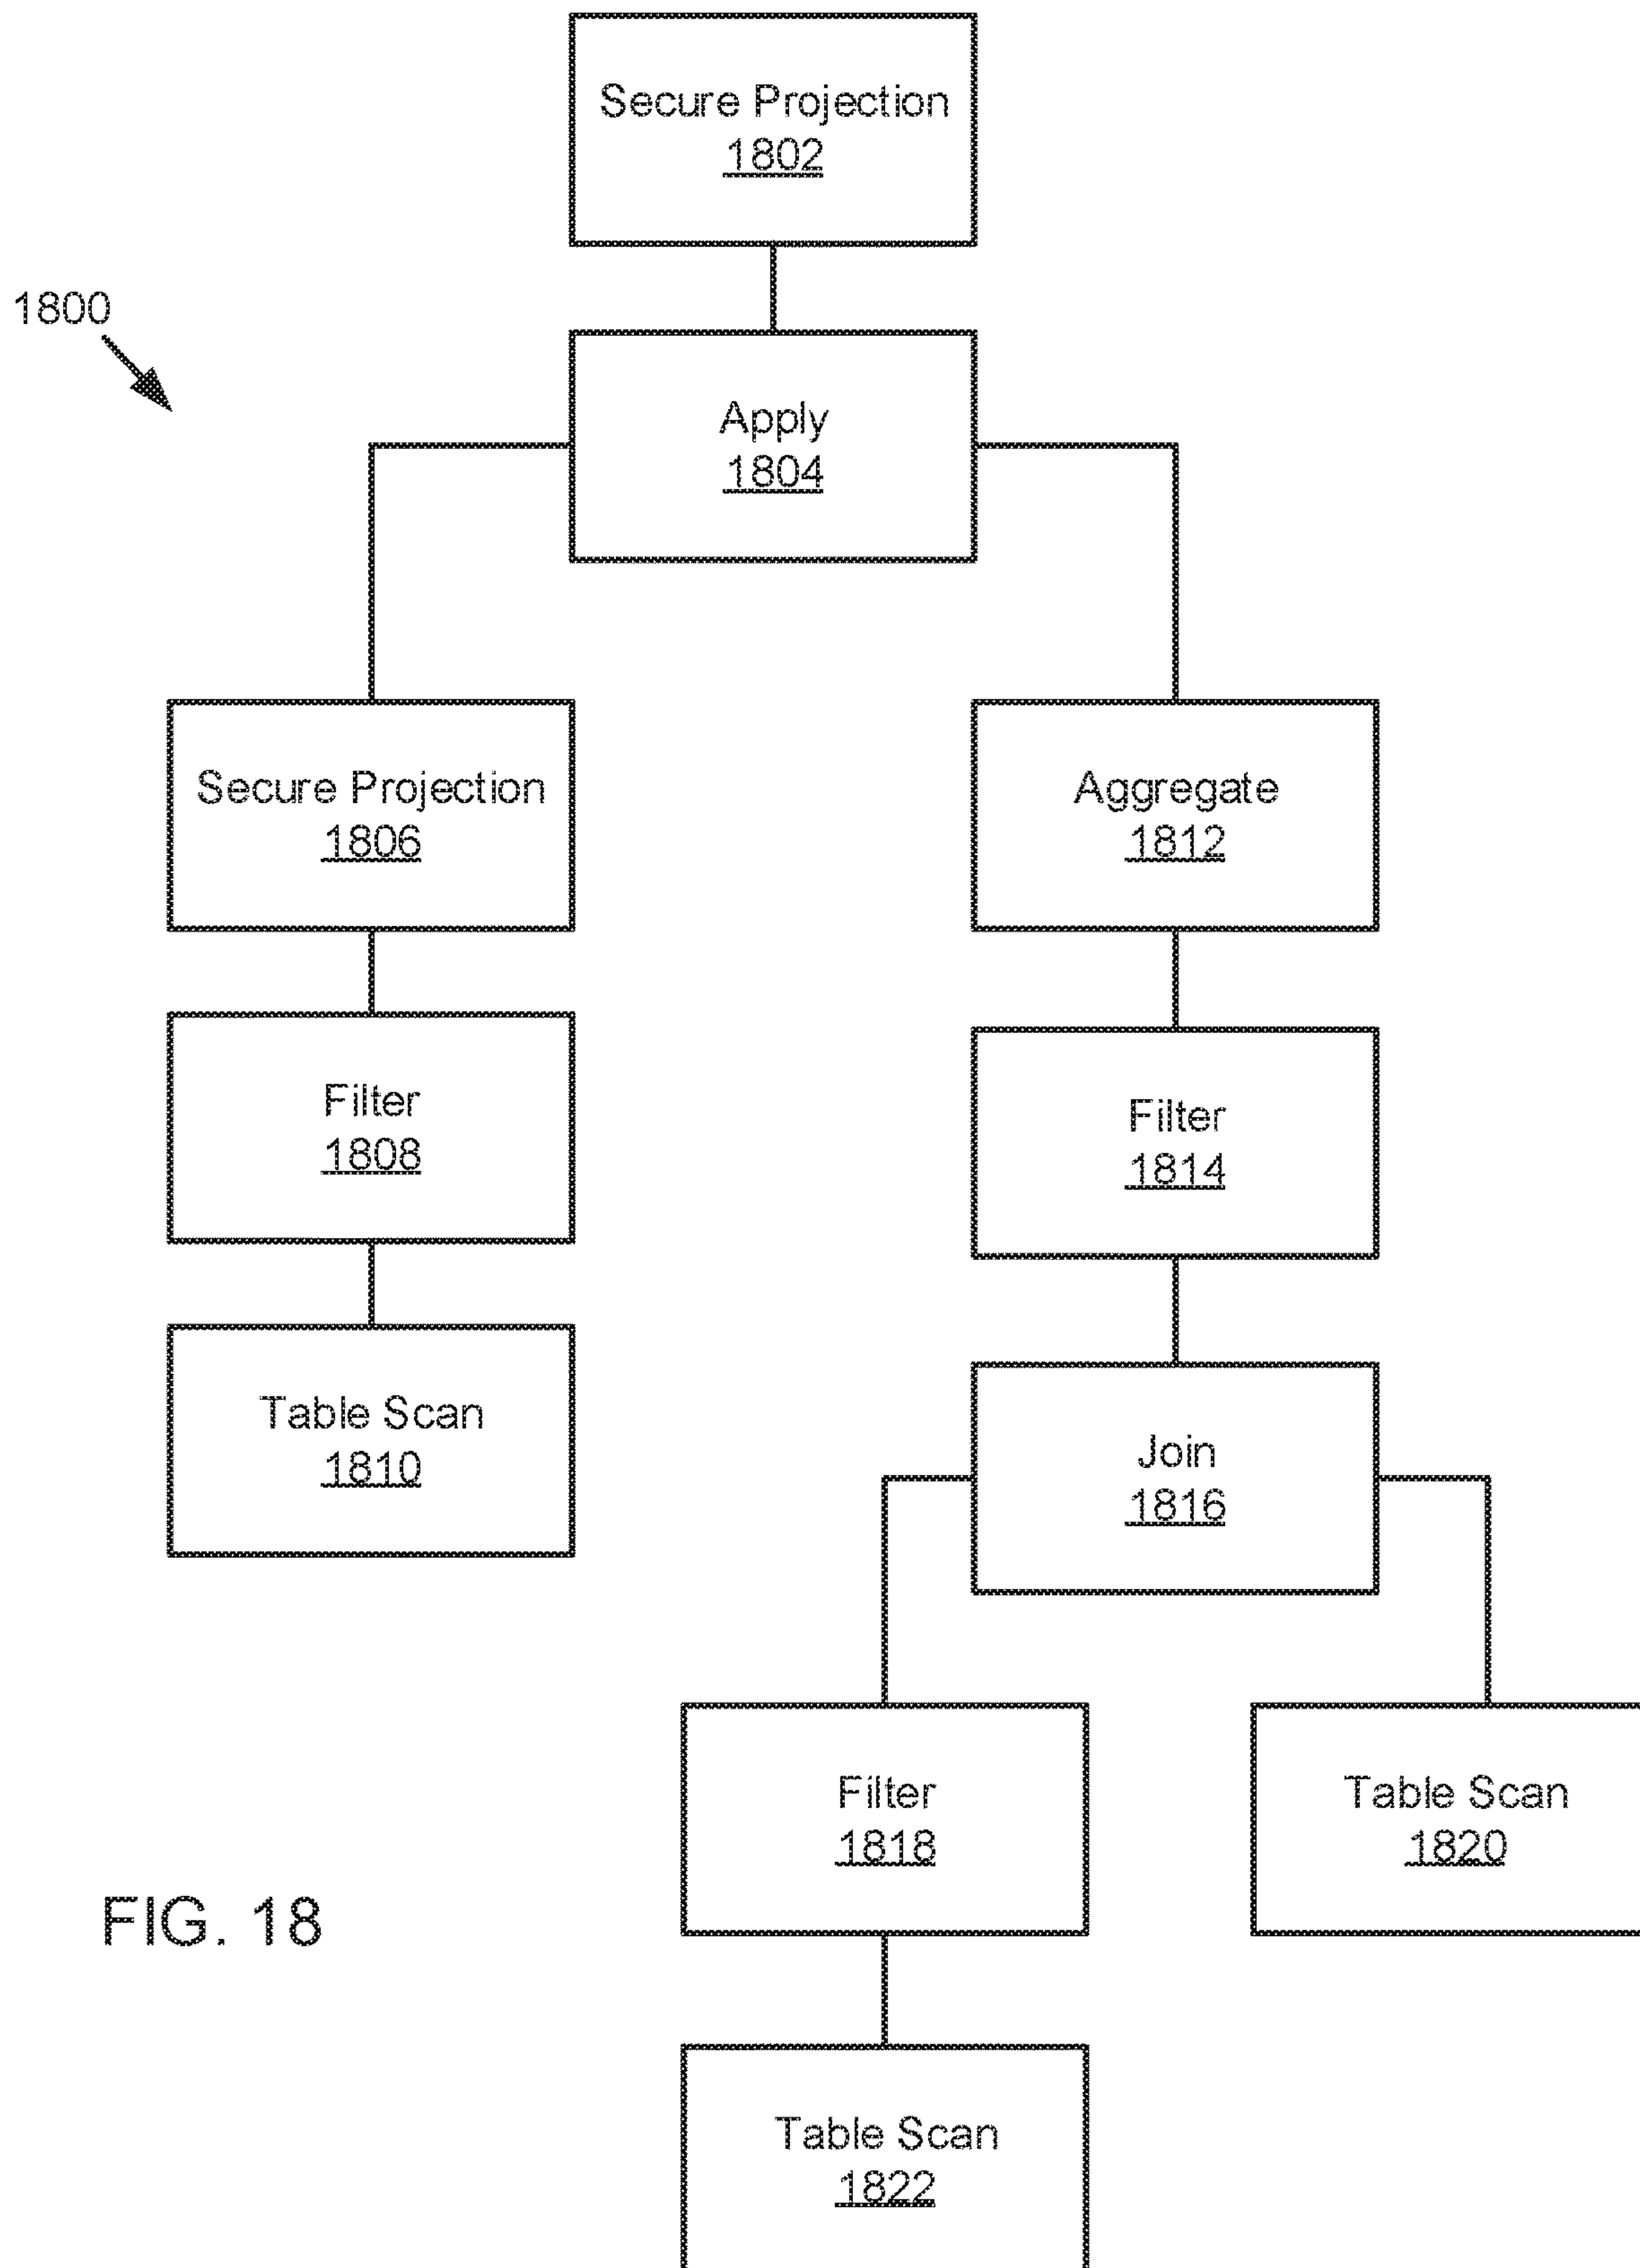 Secure Projection
1802
1800
Apply
1804
Secure Projection
1806
Aggregate
1812
Filter
1808
Filter
1814
Table Scan
1810
Join
1816
Filter
1818
Table Scan
1820
FIG. 18
Table Scan
1822